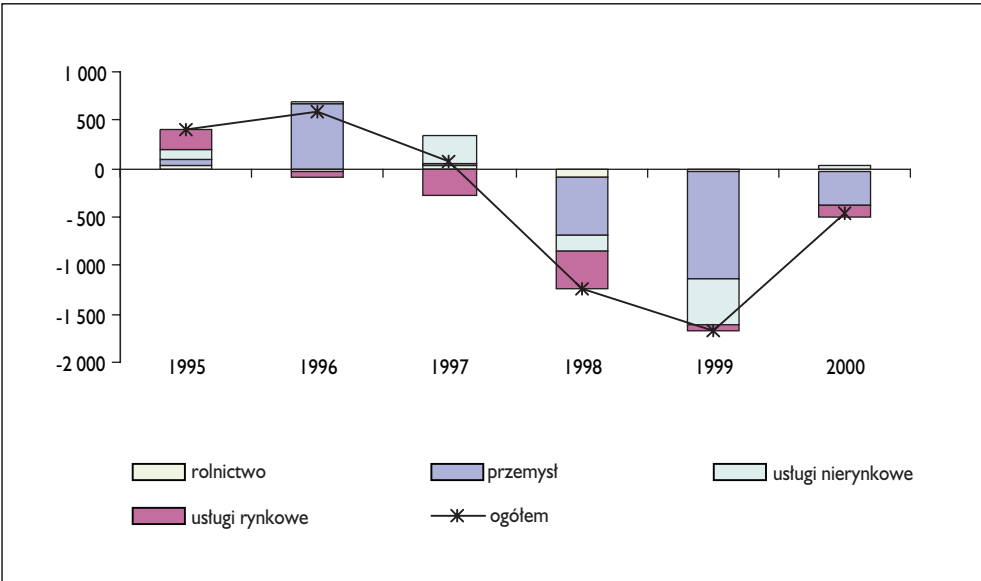 1 000
500
0
- 500
-1 000
-1 500
-2 000
1995 1996 1997 1998 1999 2000
rolnictwo przemysł usługi nierynkowe
usługi rynkowe ogółem